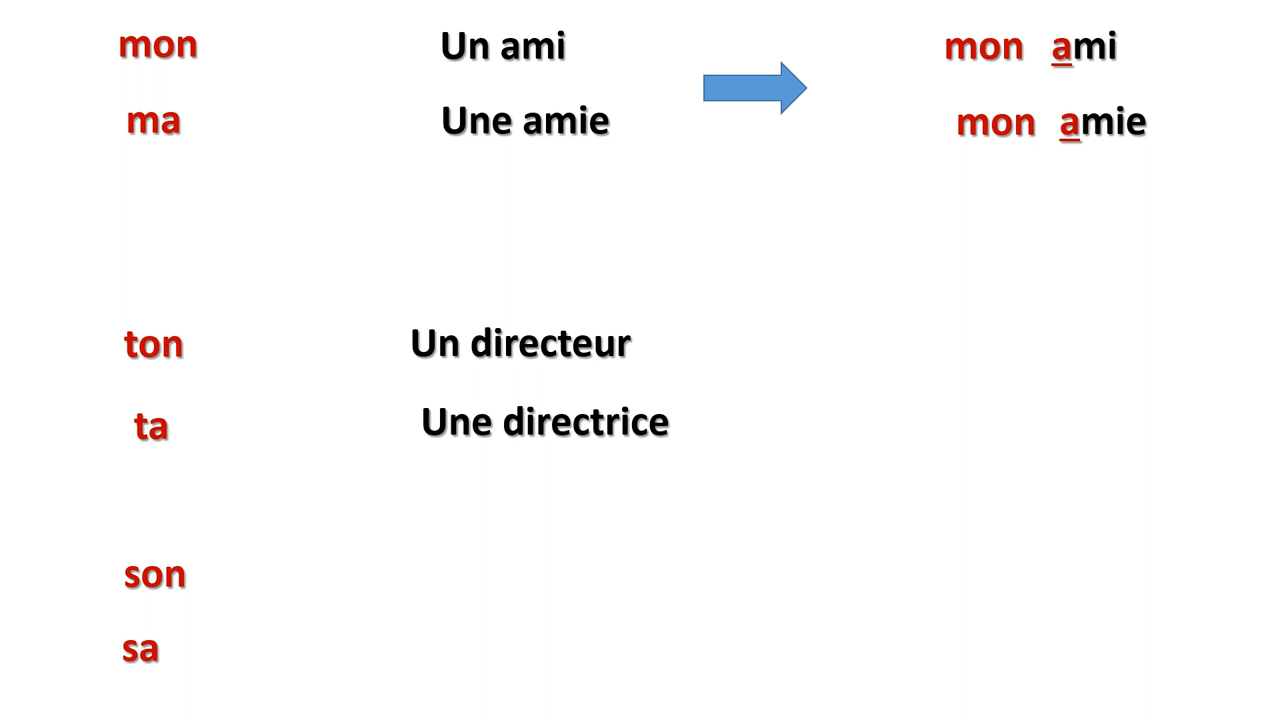 mon Un ami mon ami
ma Une amie mon amie
ton Un directeur
ta Une directrice
son
sa